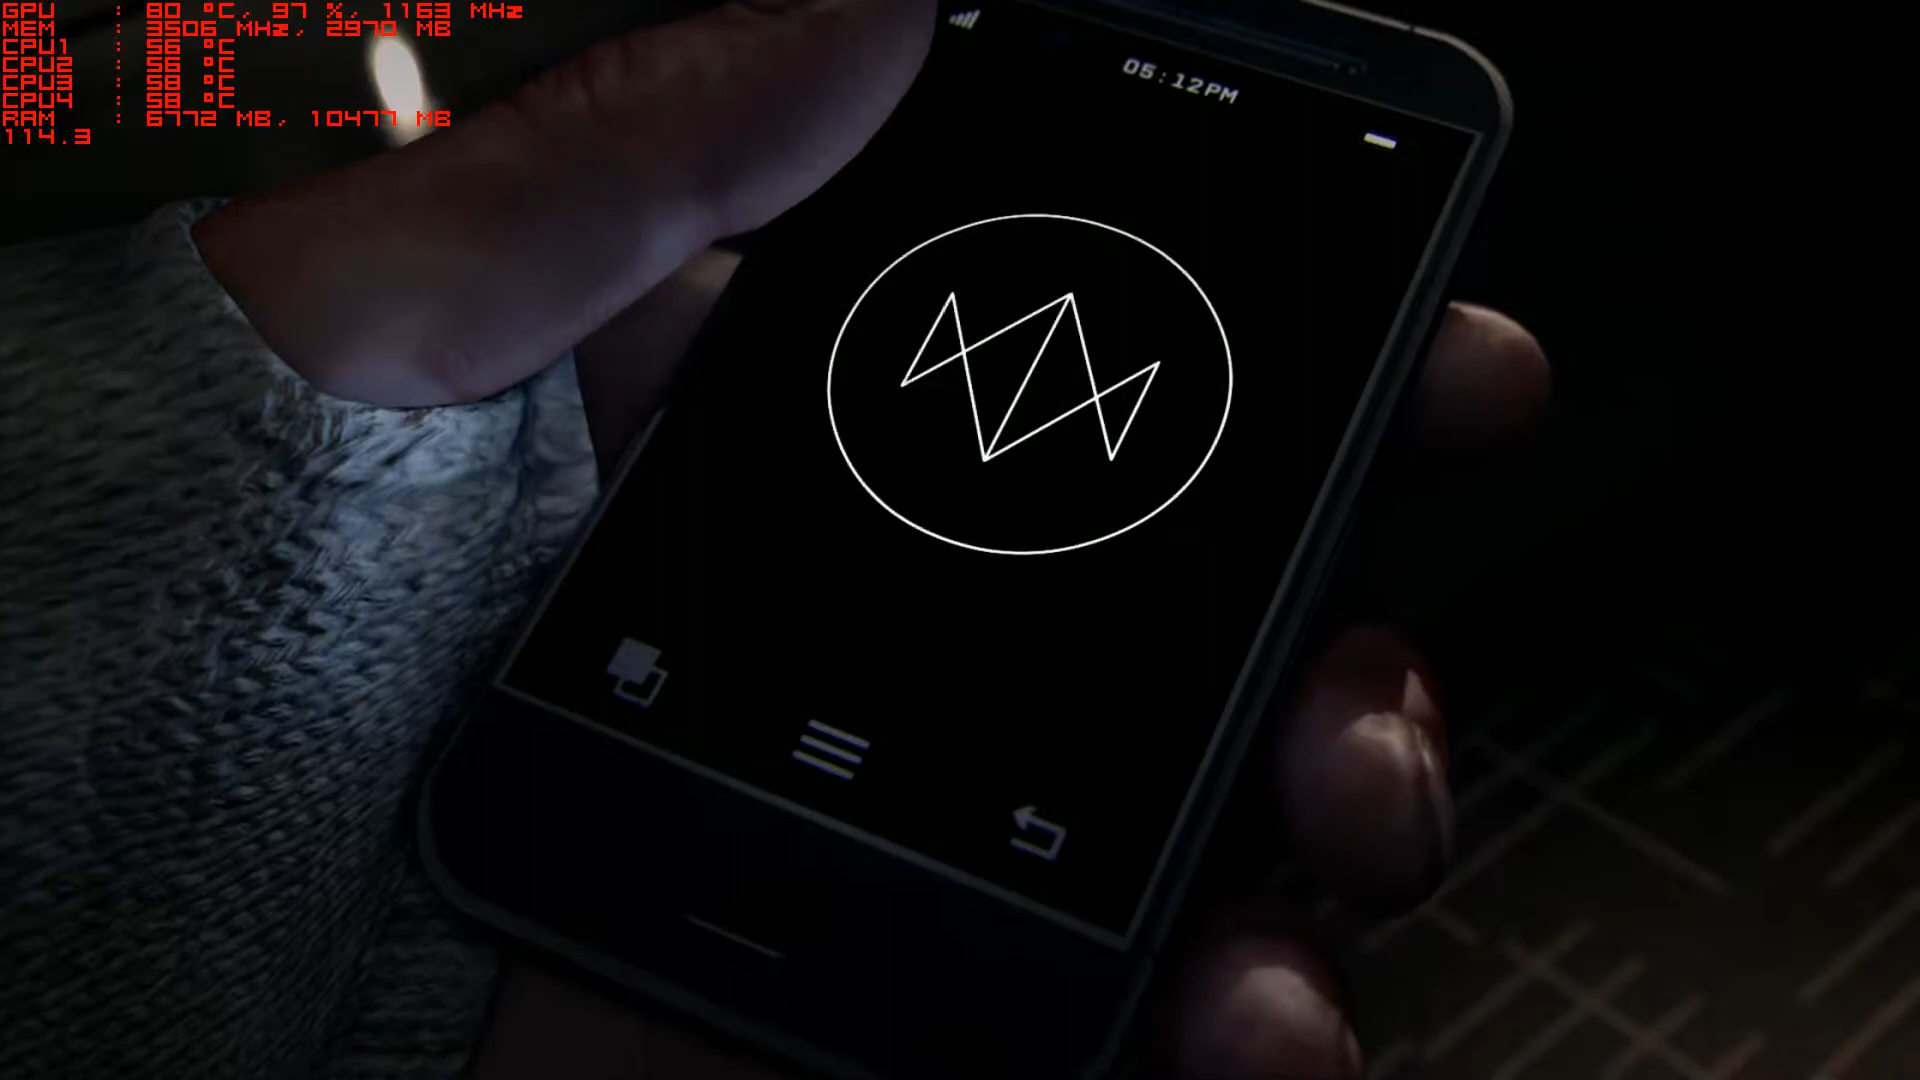 GPU : 80 °C, 97 %, 1163 MHz
MEM : 3506 MHz, 2970 MB
CPU1 : 56 °C
CPU2 : 56 °C
CPU3 : 58 °C
CPU4 : 58 °C
RAM : 6772 MB, 10477 MB
114.3
05:12PM